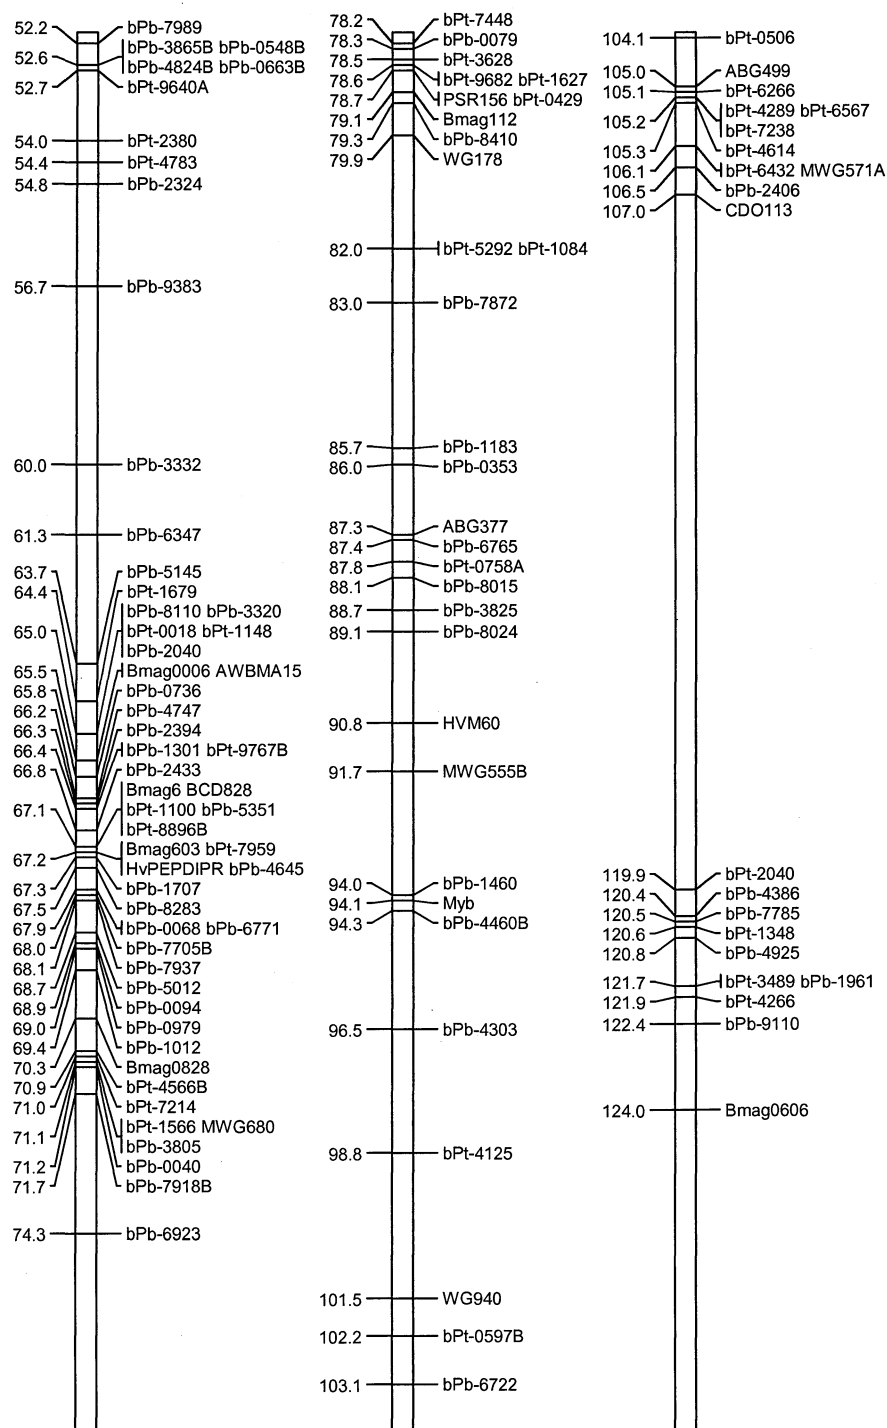 52.2 bPb-7989
bPb-3865B bPb-0548B
52.6
bPb-4824B bPb-0663B
52.7 bPt-9640A
54.0 bPt-2380
54.4 bPt-4783
54.8 bPb-2324
56.7 bPb-9383
60.0 bPb-3332
61.3 bPb-6347
63.7 bPb-5145
64.4 bPt-1679
bPb-8110 bPb-3320
65.0 bPt-0018 bPt-1148
bPb-2040
65.5 Bmag0006 AWBMA15
65.8 bPb-0736
66.2 bPb-4747
66.3 bPb-2394
66.4 bPb-1301 bPt-9767B
66.8 bPb-2433
Bmag6 BCD828
67.1 bPt-1100 bPb-5351
bPt-8896B
Bmag603 bPt-7959
67.2
HvPEPDIPR bPb-4645
67.3 bPb-1707
67.5 bPb-8283
67.9 bPb-0068 bPb-6771
68.0 bPb-7705B
68.1 bPb-7937
68.7 bPb-5012
68.9 bPb-0094
69.0 bPb-0979
69.4 bPb-1012
70.3 Bmag0828
70.9 bPt-4566B
71.0 bPt-7214
bPt-1566 MWG680
71.1
bPb-3805
71.2 bPb-0040
71.7 bPb-7918B
74.3 bPb-6923
78.2 bPt-7448
78.3 bPb-0079
78.5 bPt-3628
78.6 bPt-9682 bPt-1627
78.7 PSR156 bPt-0429
79.1 Bmag112
79.3 bPb-8410
79.9 WG178
82.0 bPt-5292 bPt-1084
83.0 bPb-7872
85.7 bPb-1183
86.0 bPb-0353
87.3 ABG377
87.4 bPb-6765
87.8 bPt-0758A
88.1 bPb-8015
88.7 bPb-3825
89.1 bPb-8024
90.8 HVM60
91.7 MWG555B
94.0 bPb-1460
94.1 Myb
94.3 bPb-4460B
96.5 bPb-4303
98.8 bPt-4125
101.5 WG940
102.2 bPt-0597B
103.1 bPb-6722
104.1 bPt-0506
105.0 ABG499
105.1 bPt-6266
bPt-4289 bPt-6567
105.2
bPt-7238
105.3 bPt-4614
106.1 bPt-6432 MWG571A
106.5 bPb-2406
107.0 CDO113
119.9 bPt-2040
120.4 bPb-4386
120.5 bPb-7785
120.6 bPt-1348
120.8 bPb-4925
121.7 bPt-3489 bPb-1961
121.9 bPt-4266
122.4 bPb-9110
124.0 Bmag0606